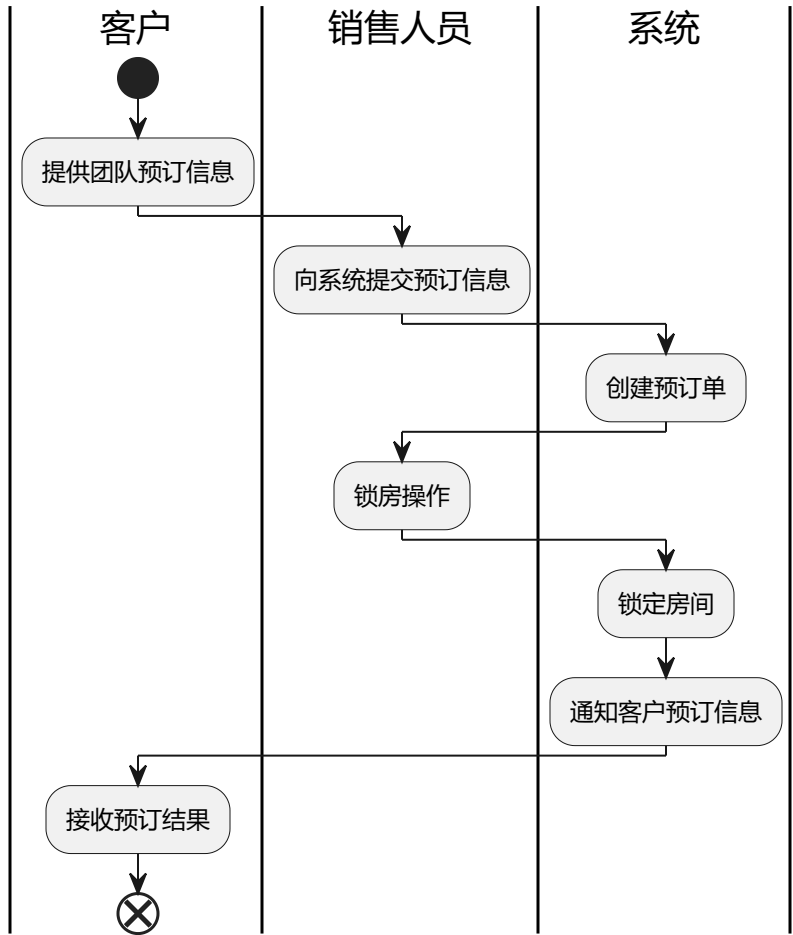 客户
销售人员
系统
提供团队预订信息
向系统提交预订信息
创建预订单
锁房操作
锁定房间
通知客户预订信息
接收预订结果